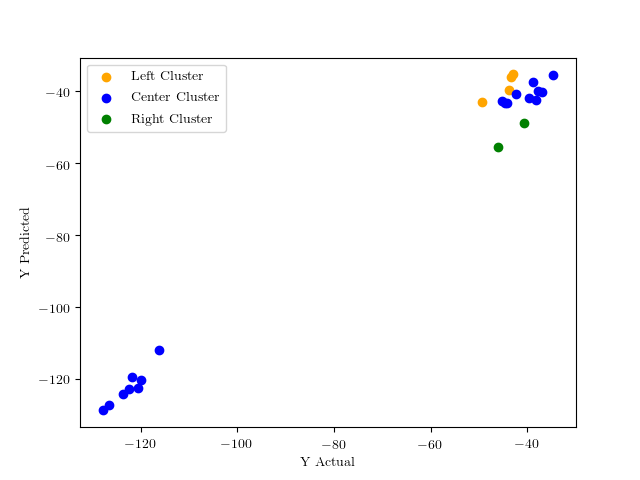 Left Cluster
Center Cluster
Right Cluster
−40
−60
−80
−100
−120
Y Predicted
−120
−100
−80
−60
−40
Y Actual